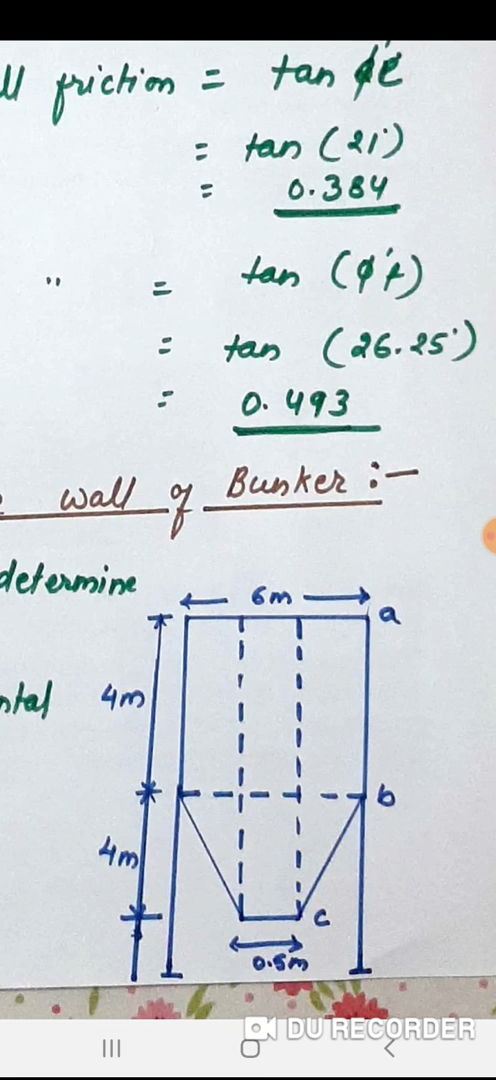 ll friction = tan φ'e
= tan (21°)
= 0.384
" = tan (φ't)
= tan (26.25°)
= 0.493
wall of Bunker :-
determine
6m
a
ntal
4m
b
4m
c
0.5m
DU RECORDER